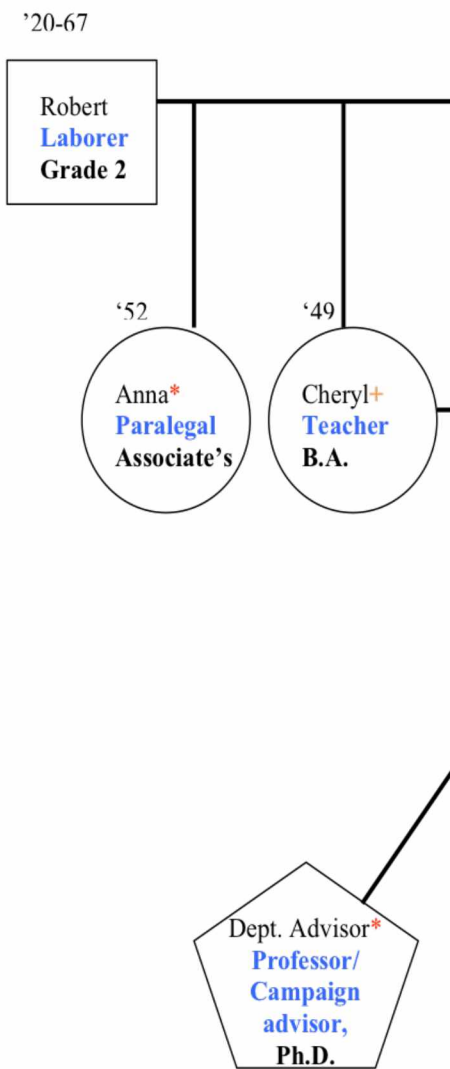 ’20-67
Robert
Laborer
Grade 2
‘52
Anna*
Paralegal
Associate’s
‘49
Cheryl+
Teacher
B.A.
Dept. Advisor*
Professor/
Campaign
advisor,
Ph.D.